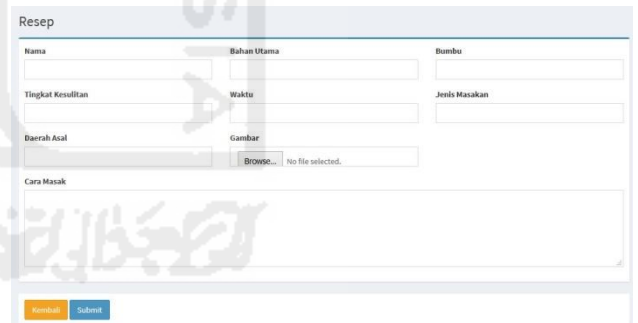 Resep
Nama Bahan Utama Bumbu
Tingkat Kesulitan Waktu Jenis Masakan
Daerah Asal Gambar
Browse... No file selected.
Cara Masak
Kembali Submit